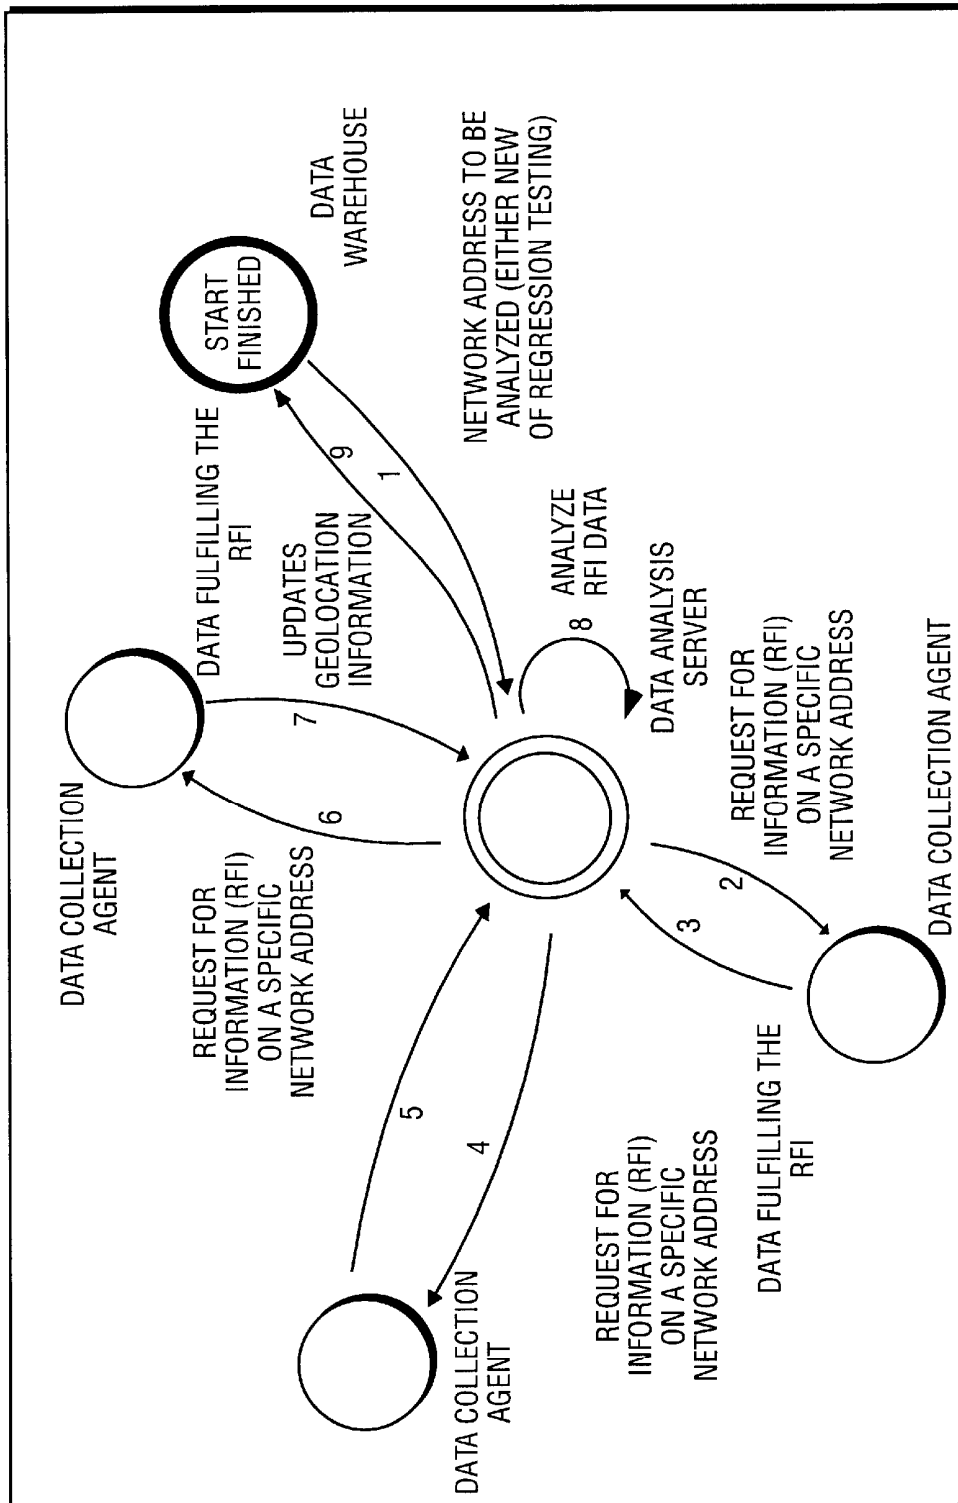 DATA COLLECTION
AGENT
DATA FULFILLING THE
RFI
START
FINISHED
DATA
WAREHOUSE
6
7
9
1
REQUEST FOR
INFORMATION (RFI)
ON A SPECIFIC
NETWORK ADDRESS
UPDATES
GEOLOCATION
INFORMATION
NETWORK ADDRESS TO BE
ANALYZED (EITHER NEW
OF REGRESSION TESTING)
5
4
8
ANALYZE
RFI DATA
DATA ANALYSIS
SERVER
DATA COLLECTION
AGENT
REQUEST FOR
INFORMATION (RFI)
ON A SPECIFIC
NETWORK ADDRESS
3
2
REQUEST FOR
INFORMATION (RFI)
ON A SPECIFIC
NETWORK ADDRESS
DATA FULFILLING THE
RFI
DATA COLLECTION AGENT